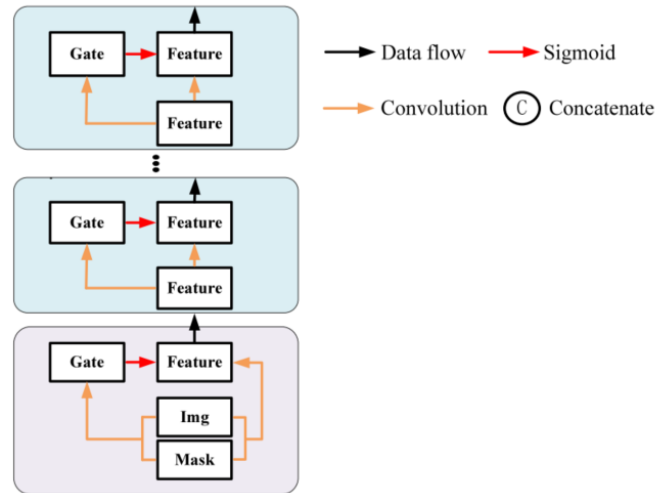 Gate
Feature
Feature
Gate
Feature
Feature
Gate
Feature
Img
Mask
Data flow
Sigmoid
Convolution
C
Concatenate